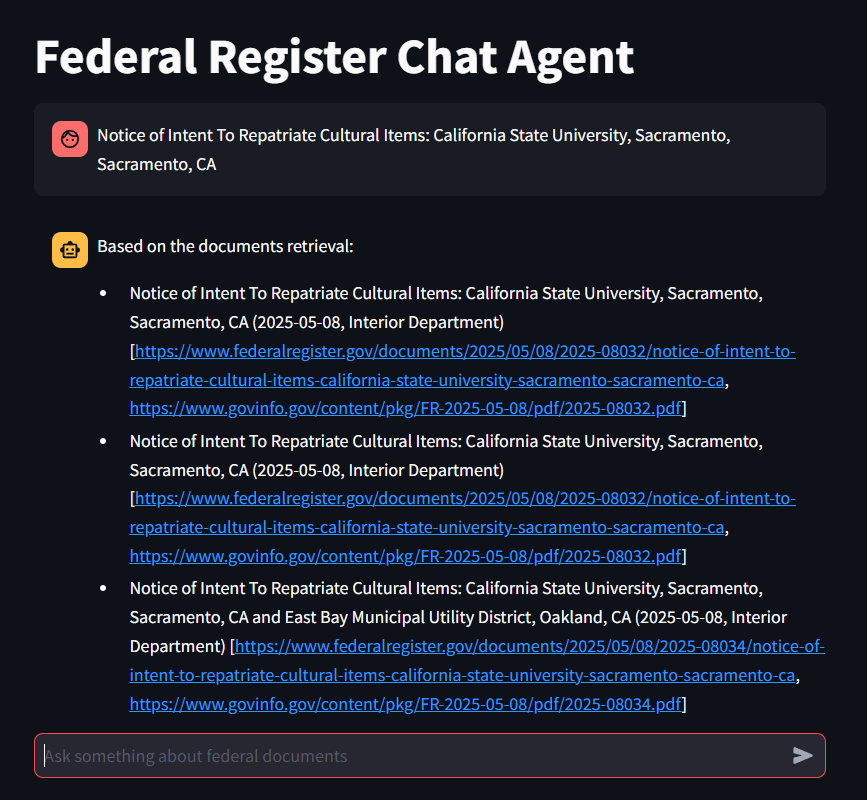 Federal Register Chat Agent
Notice of Intent To Repatriate Cultural Items: California State University, Sacramento,
Sacramento, CA
Based on the documents retrieval:
• Notice of Intent To Repatriate Cultural Items: California State University, Sacramento,
Sacramento, CA (2025-05-08, Interior Department)
[https://www.federalregister.gov/documents/2025/05/08/2025-08032/notice-of-intent-to-
repatriate-cultural-items-california-state-university-sacramento-sacramento-ca,
https://www.govinfo.gov/content/pkg/FR-2025-05-08/pdf/2025-08032.pdf]
• Notice of Intent To Repatriate Cultural Items: California State University, Sacramento,
Sacramento, CA (2025-05-08, Interior Department)
[https://www.federalregister.gov/documents/2025/05/08/2025-08032/notice-of-intent-to-
repatriate-cultural-items-california-state-university-sacramento-sacramento-ca,
https://www.govinfo.gov/content/pkg/FR-2025-05-08/pdf/2025-08032.pdf]
• Notice of Intent To Repatriate Cultural Items: California State University, Sacramento,
Sacramento, CA and East Bay Municipal Utility District, Oakland, CA (2025-05-08, Interior
Department) [https://www.federalregister.gov/documents/2025/05/08/2025-08034/notice-of-
intent-to-repatriate-cultural-items-california-state-university-sacramento-sacramento-ca,
https://www.govinfo.gov/content/pkg/FR-2025-05-08/pdf/2025-08034.pdf]
Ask something about federal documents